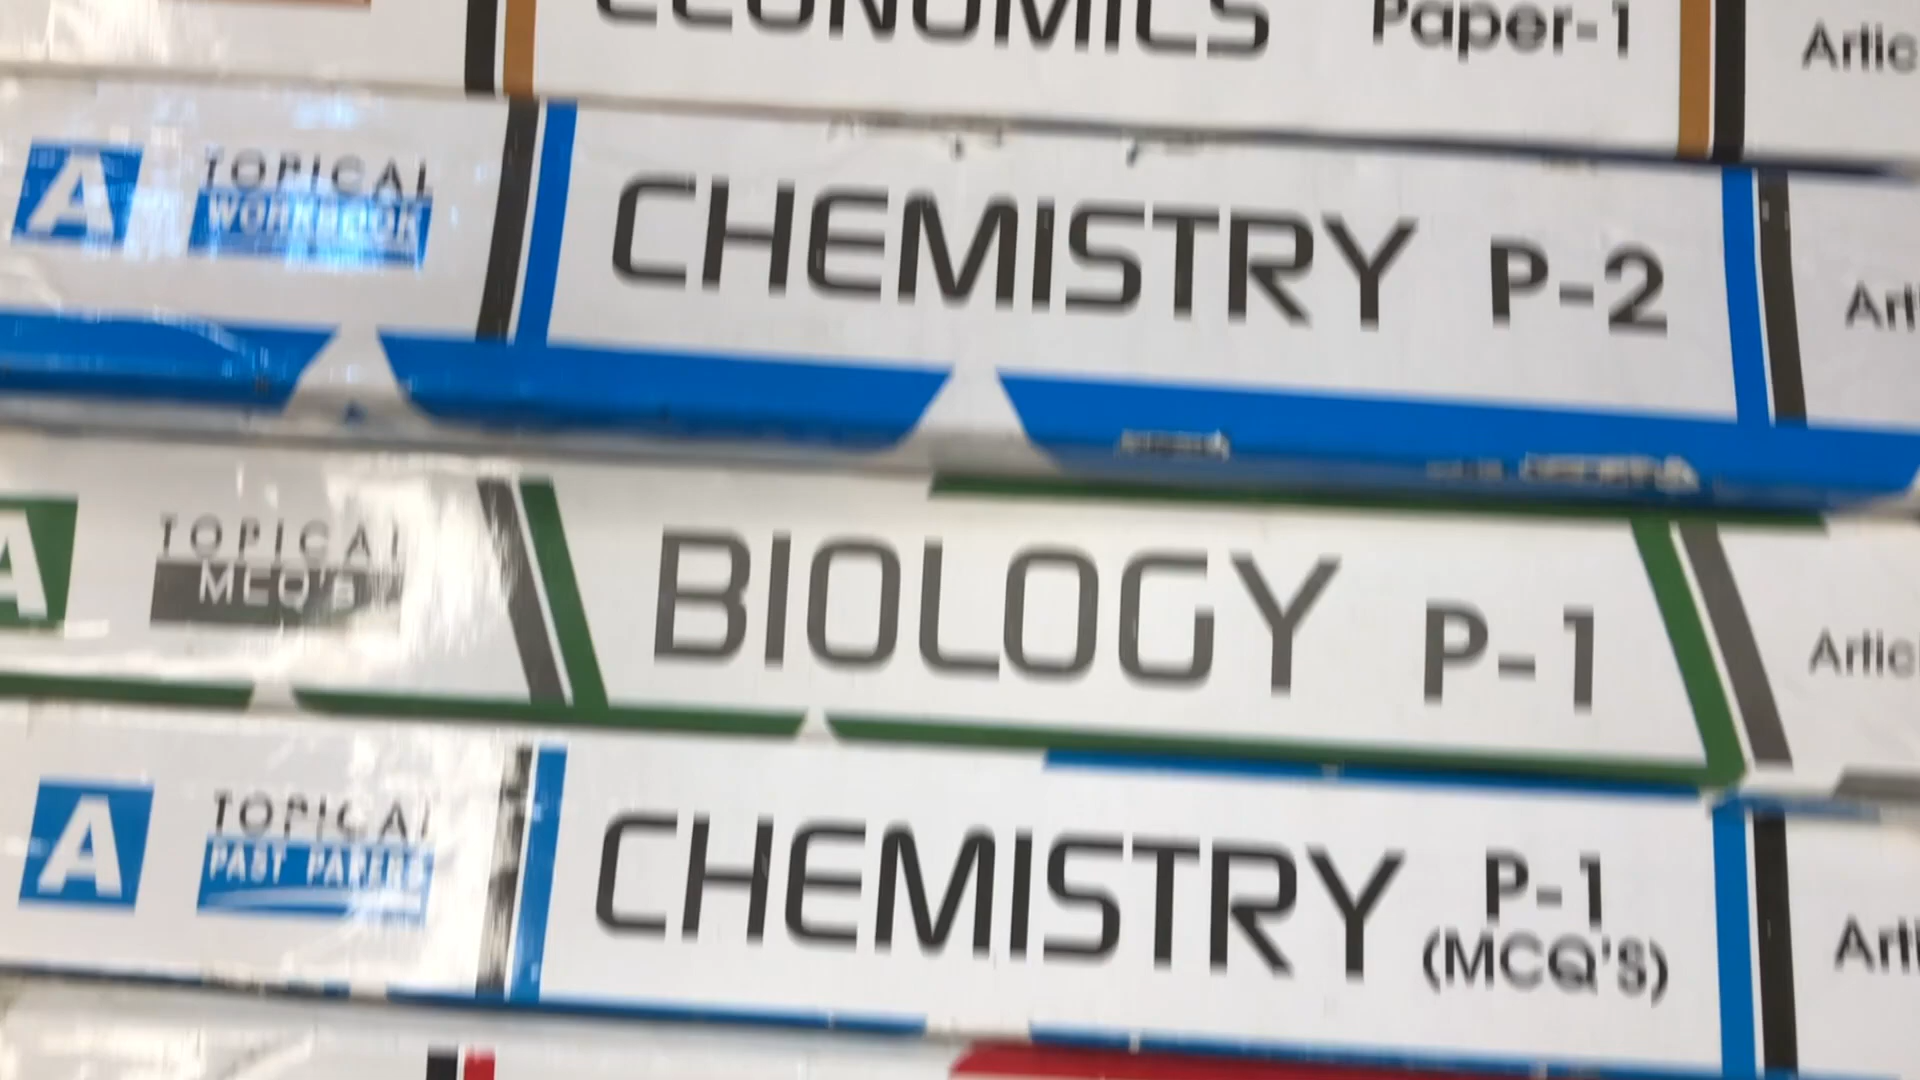 ECONOMICS Paper-1
A TOPICAL WORKBOOK CHEMISTRY P-2
A TOPICAL MCQ'S BIOLOGY P-1
A TOPICAL PAST PAPERS CHEMISTRY P-1
(MCQ'S)